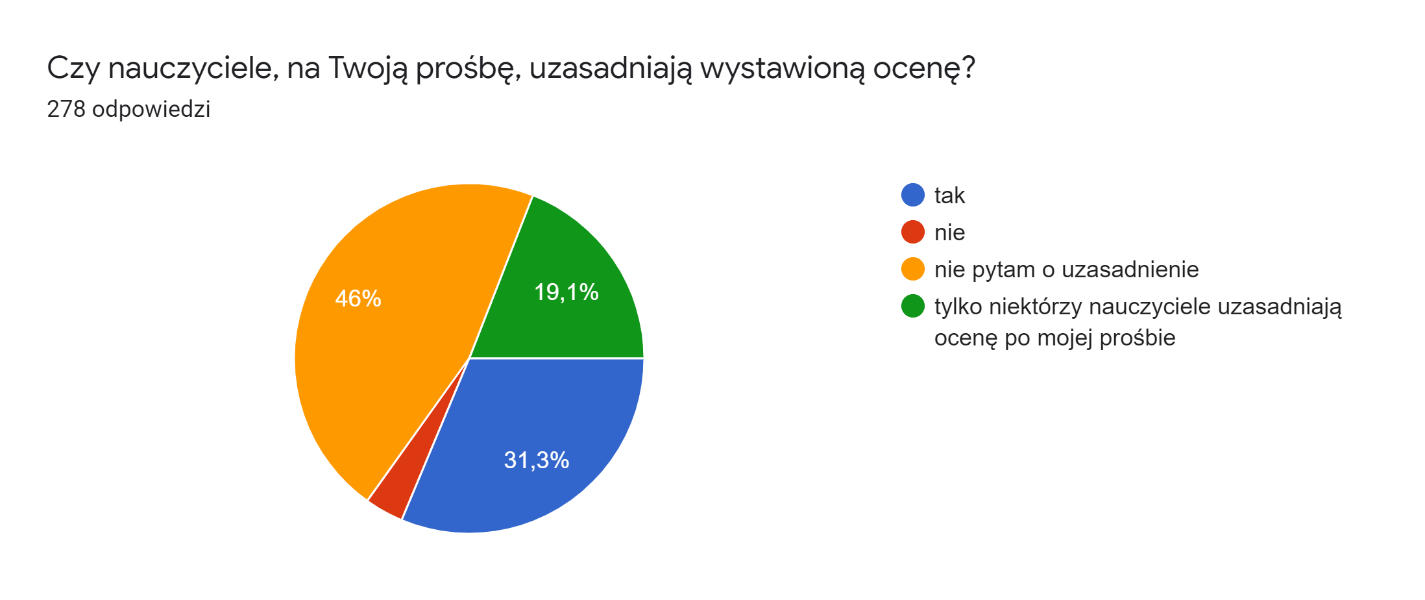 Czy nauczyciele, na Twoją prośbę, uzasadniają wystawioną ocenę?
278 odpowiedzi
46%
19,1%
31,3%
tak
nie
nie pytam o uzasadnienie
tylko niektórzy nauczyciele uzasadniają
ocenę po mojej prośbie